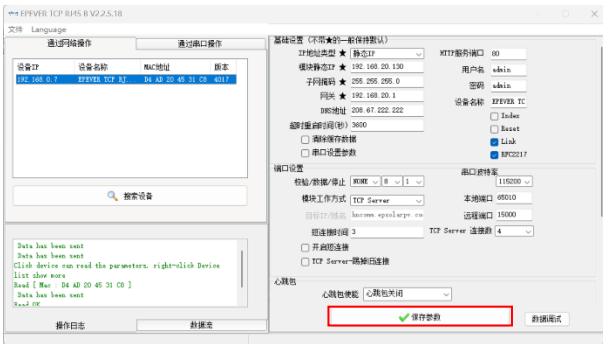 EPEVER TCP RJ45 B V2.2.5.18
文件 Language
通过网络操作 通过串口操作
设备IP 设备名称 MAC地址 版本
192.168.0.7 EPEVER TCP RJ... D4 AD 20 45 31 C8 4017
搜索设备
Data has been sent
Data has been sent
Click device can read the parameters, right-click Device
list show more
Read [ Mac : D4 AD 20 45 31 C8 ]
Data has been sent
Read OK
操作日志 数据流
基础设置 (不带★的一般保持默认)
IP地址类型 ★ 静态IP HTTP服务端口 80
模块静态IP ★ 192.168.20.130 用户名 admin
子网掩码 ★ 255.255.255.0 密码 admin
网关 ★ 192.168.20.1 设备名称 EPEVER TC
DNS地址 208.67.222.222 Index
超时重启时间(秒) 3600 Reset
清除缓存数据 Link
串口设置参数 RFC2217
端口设置 串口波特率
校验/数据/停止 NONE 8 1 115200
模块工作方式 TCP Server 本地端口 65010
目标IP/域名 hncomm.epsolarpv.co 远程端口 15000
短连接时间 3 TCP Server 连接数 4
开启短连接
TCP Server-踢掉旧连接
心跳包
心跳包使能 心跳包关闭
保存参数 数据调试